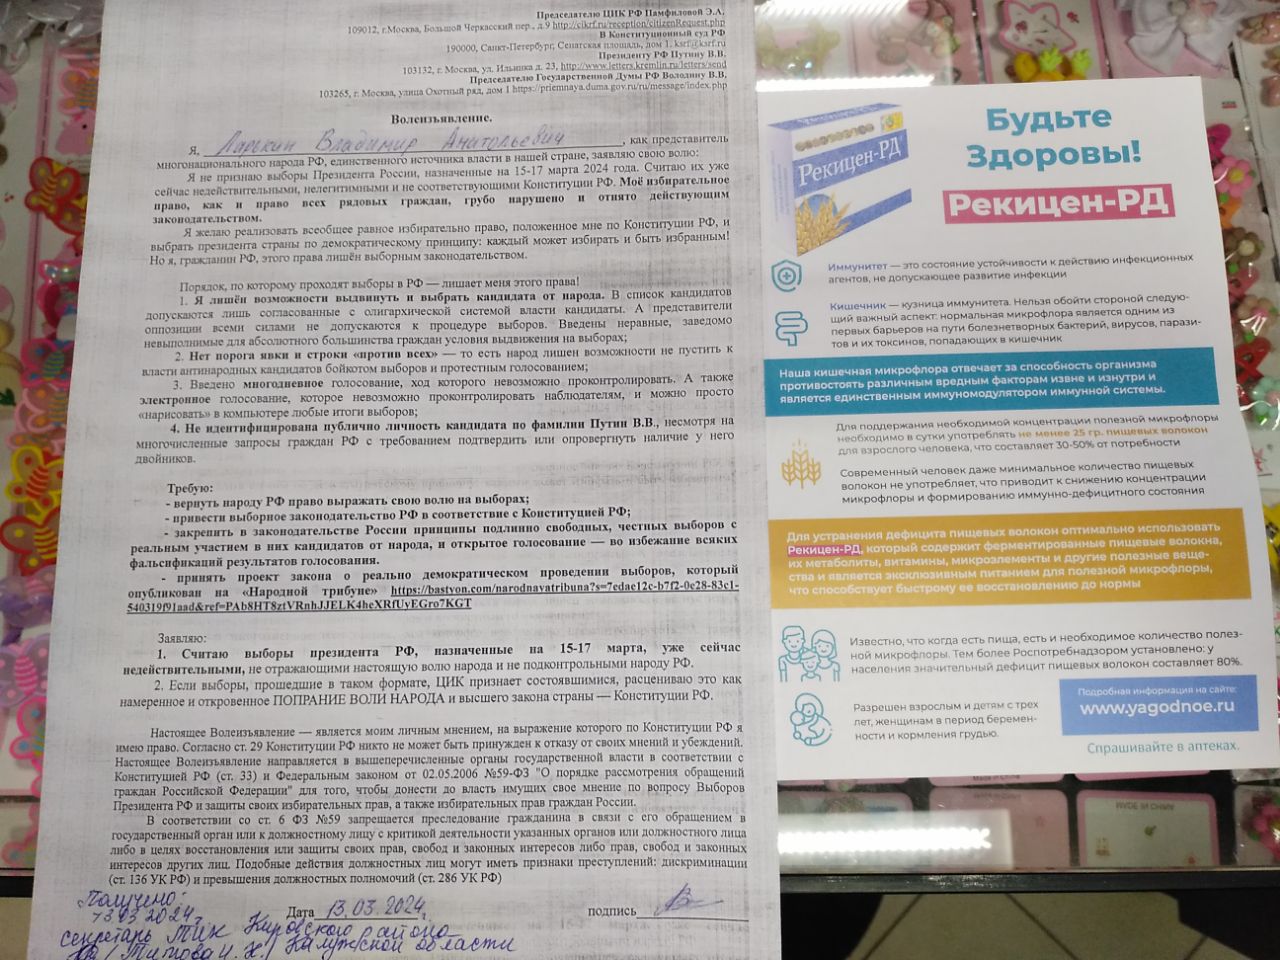 Председателю ЦИК РФ Памфиловой Э.А.
109012, г.Москва, Большой Черкасский пер., д.9 http://cikrf.ru/reception/citizenRequest.php
В Конституционный суд РФ
190000, Санкт-Петербург, Сенатская площадь, дом 1. ksrf@ksrf.ru
Президенту РФ Путину В.В.
103132, г. Москва, ул. Ильинка д. 23, http://www.letters.kremlin.ru/letters/send
Председателю Государственной Думы РФ Володину В.В,
103265, г. Москва, улица Охотный ряд, дом 1 https://priemnaya.duma.gov.ru/ru/message/index.php
Волеизъявление.
Я, Ларькин Владимир Анатольевич, как представитель
многонационального народа РФ, единственного источника власти в нашей стране, заявляю свою волю:
Я не признаю выборы Президента России, назначенные на 15-17 марта 2024 года. Считаю их уже
сейчас недействительными, нелегитимными и не соответствующими Конституции РФ. Моё избирательное
право, как и право всех рядовых граждан, грубо нарушено и отнято действующим
законодательством.
Я желаю реализовать всеобщее равное избирательно право, положенное мне по Конституции РФ, и
выбрать президента страны по демократическому принципу: каждый может избирать и быть избранным!
Но я, гражданин РФ, этого права лишён выборным законодательством.
Порядок, по которому проходят выборы в РФ — лишает меня этого права!
1. Я лишён возможности выдвинуть и выбрать кандидата от народа. В список кандидатов
допускаются лишь согласованные с олигархической системой власти кандидаты. А представители
оппозиции всеми силами не допускаются к процедуре выборов. Введены неравные, заведомо
невыполнимые для абсолютного большинства граждан условия выдвижения на выборы;
2. Нет порога явки и строки «против всех» — то есть народ лишен возможности не пустить к
власти антинародных кандидатов бойкотом выборов и протестным голосованием;
3. Введено многодневное голосование, ход которого невозможно проконтролировать. А также
электронное голосование, которое невозможно проконтролировать наблюдателям, и можно просто
«нарисовать» в компьютере любые итоги выборов;
4. Не идентифицирована публично личность кандидата по фамилии Путин В.В., несмотря на
многочисленные запросы граждан РФ с требованием подтвердить или опровергнуть наличие у него
двойников.
Требую:
- вернуть народу РФ право выражать свою волю на выборах;
- привести выборное законодательство РФ в соответствие с Конституцией РФ;
- закрепить в законодательстве России принципы подлинно свободных, честных выборов с
реальным участием в них кандидатов от народа, и открытое голосование — во избежание всяких
фальсификаций результатов голосования.
- принять проект закона о реально демократическом проведении выборов, который
опубликован на «Народной трибуне» https://bastyon.com/narodnayatribuna?s=7edae12c-b7f2-0e28-83c1-
540319f91aad&ref=PAb8HT8ztVRnhJJELK4heXRfUyEGro7KGT
Заявляю:
1. Считаю выборы президента РФ, назначенные на 15-17 марта, уже сейчас
недействительными, не отражающими настоящую волю народа и не подконтрольными народу РФ.
2. Если выборы, прошедшие в таком формате, ЦИК признает состоявшимися, расцениваю это как
намеренное и откровенное ПОПРАНИЕ ВОЛИ НАРОДА и высшего закона страны — Конституции РФ.
Настоящее Волеизъявление — является моим личным мнением, на выражение которого по Конституции РФ я
имею право. Согласно ст. 29 Конституции РФ никто не может быть принужден к отказу от своих мнений и убеждений.
Настоящее Волеизъявление направляется в вышеперечисленные органы государственной власти в соответствии с
Конституцией РФ (ст. 33) и Федеральным законом от 02.05.2006 №59-ФЗ "О порядке рассмотрения обращений
граждан Российской Федерации" для того, чтобы донести до власть имущих свое мнение по вопросу Выборов
Президента РФ и защиты своих избирательных прав, а также избирательных прав граждан России.
В соответствии со ст. 6 ФЗ №59 запрещается преследование гражданина в связи с его обращением в
государственный орган или к должностному лицу с критикой деятельности указанных органов или должностного лица
либо в целях восстановления или защиты своих прав, свобод и законных интересов либо прав, свобод и законных
интересов других лиц. Подобные действия должностных лиц могут иметь признаки преступлений: дискриминации
(ст. 136 УК РФ) и превышения должностных полномочий (ст. 286 УК РФ)
Дата 13.03.2024 г. подпись
Получено:
13.03.2024г
секретарь ТИК Кировского района
Титова И.Н./ Калужской области
Рекицен-РД
Будьте
Здоровы!
Рекицен-РД
Иммунитет — это состояние устойчивости к действию инфекционных
агентов, не допускающее развитие инфекции
Кишечник — кузница иммунитета. Нельзя обойти стороной следую-
щий важный аспект: нормальная микрофлора является одним из
первых барьеров на пути болезнетворных бактерий, вирусов, парази-
тов и их токсинов, попадающих в кишечник
Наша кишечная микрофлора отвечает за способность организма
противостоять различным вредным факторам извне и изнутри и
является единственным иммуномодулятором иммунной системы.
Для поддержания необходимой концентрации полезной микрофлоры
необходимо в сутки употреблять не менее 25 гр. пищевых волокон
для взрослого человека, что составляет 30-50% от потребности
Современный человек даже минимальное количество пищевых
волокон не употребляет, что приводит к снижению концентрации
микрофлоры и формированию иммунно-дефицитного состояния
Для устранения дефицита пищевых волокон оптимально использовать
Рекицен-РД, который содержит ферментированные пищевые волокна,
их метаболиты, витамины, микроэлементы и другие полезные веще-
ства и является эксклюзивным питанием для полезной микрофлоры,
что способствует быстрому ее восстановлению до нормы
Известно, что когда есть пища, есть и необходимое количество полез-
ной микрофлоры. Тем более Роспотребнадзором установлено: у
населения значительный дефицит пищевых волокон составляет 80%.
Разрешен взрослым и детям с трех
лет, женщинам в период беремен-
ности и кормления грудью.
Подробная информация на сайте:
www.yagodnoe.ru
Спрашивайте в аптеках.
MADE IN CHINA